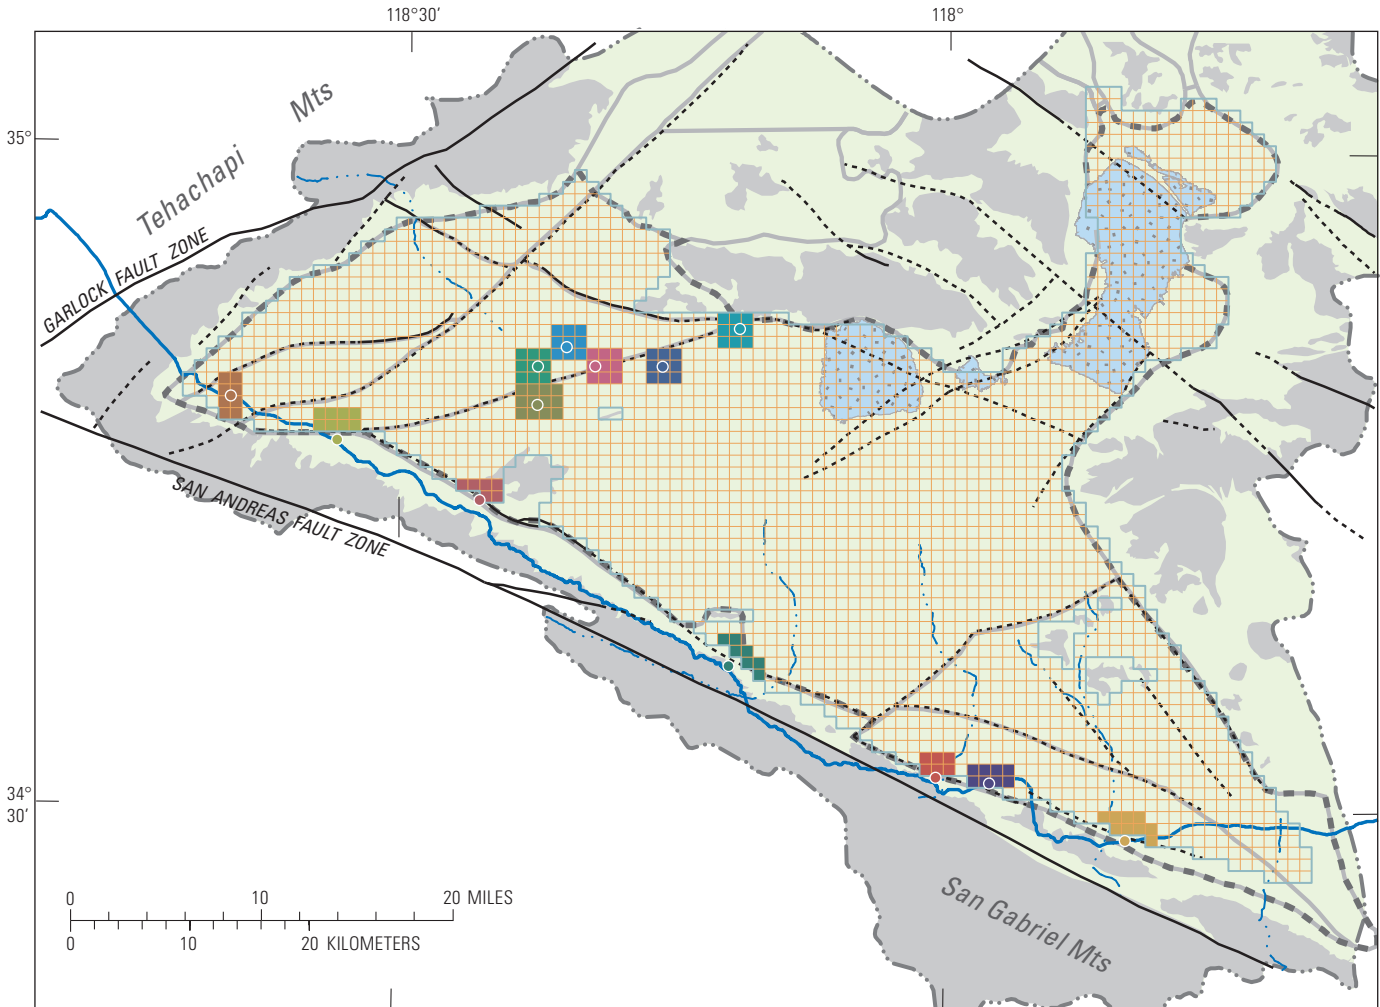 118°30′
118°
35°
Tehachapi Mts
GARLOCK FAULT ZONE
SAN ANDREAS FAULT ZONE
34°
30′
0 10 20 MILES
0 10 20 KILOMETERS
San Gabriel Mts